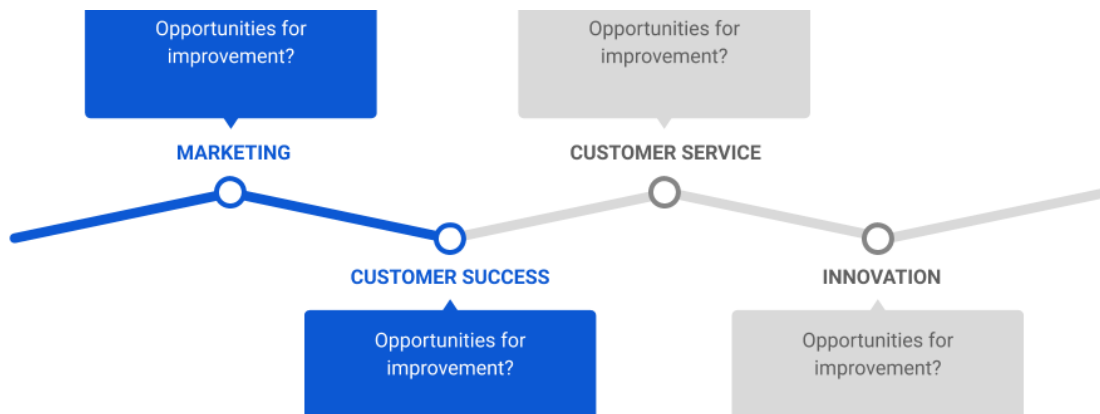 Opportunities for
improvement?
MARKETING
CUSTOMER SUCCESS
Opportunities for
improvement?
Opportunities for
improvement?
CUSTOMER SERVICE
INNOVATION
Opportunities for
improvement?